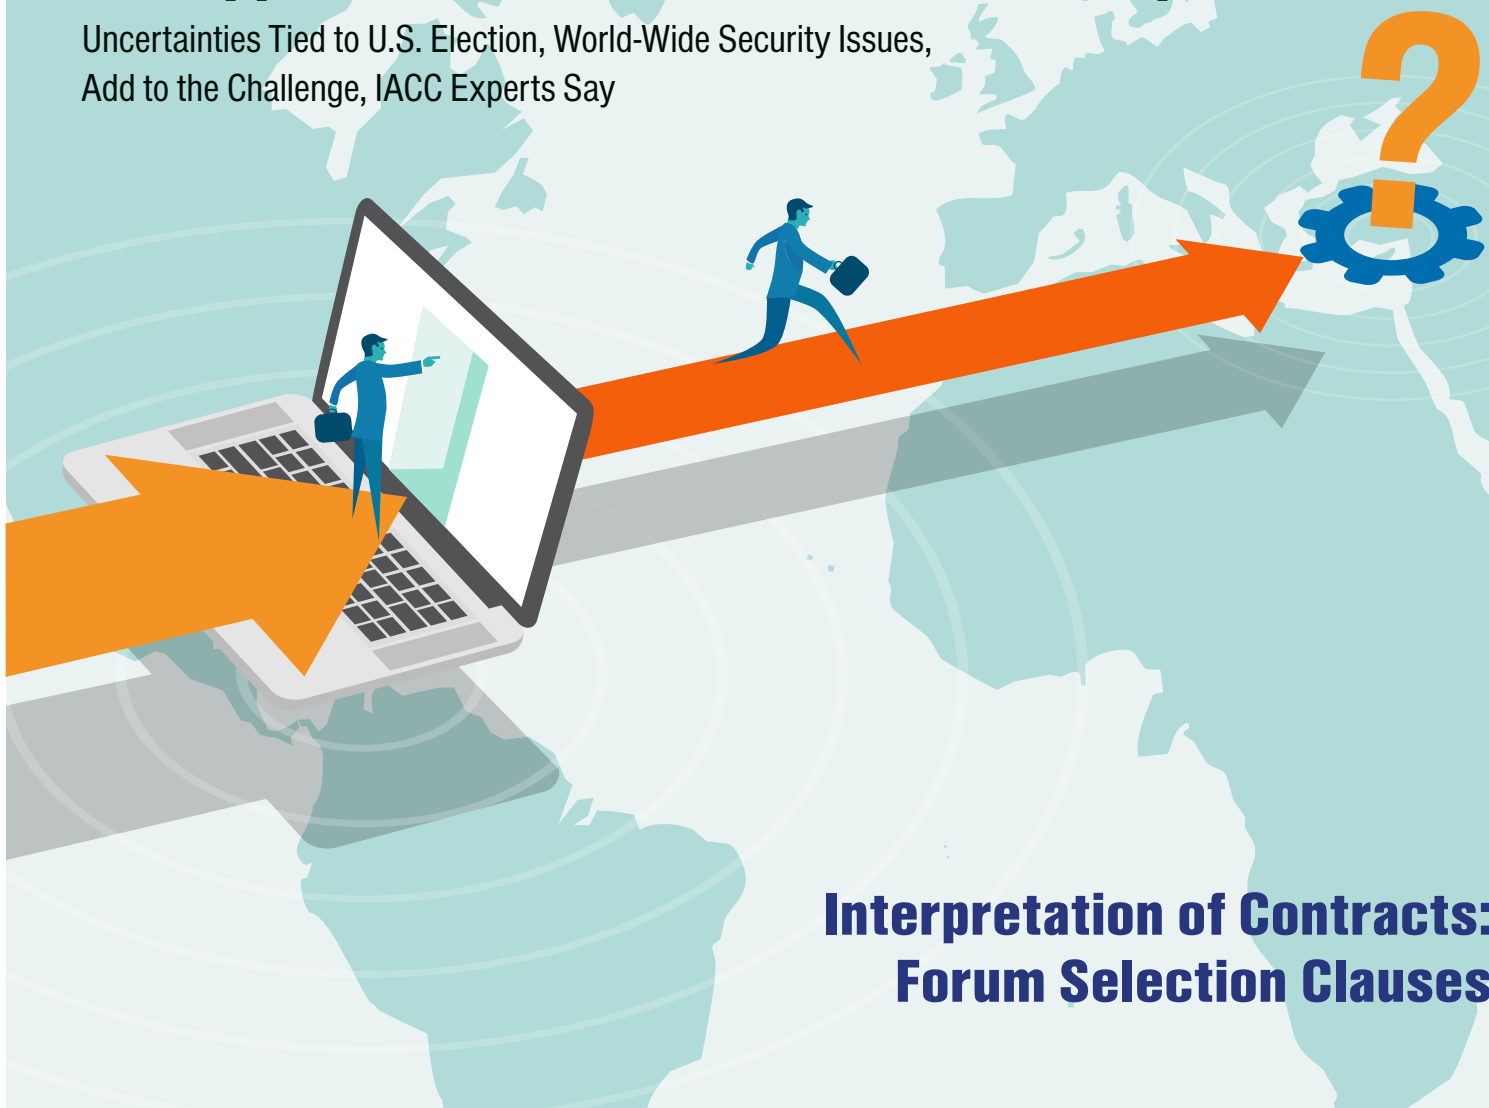 Uncertainties Tied to U.S. Election, World-Wide Security Issues,
Add to the Challenge, IACC Experts Say
?
Interpretation of Contracts:
Forum Selection Clauses